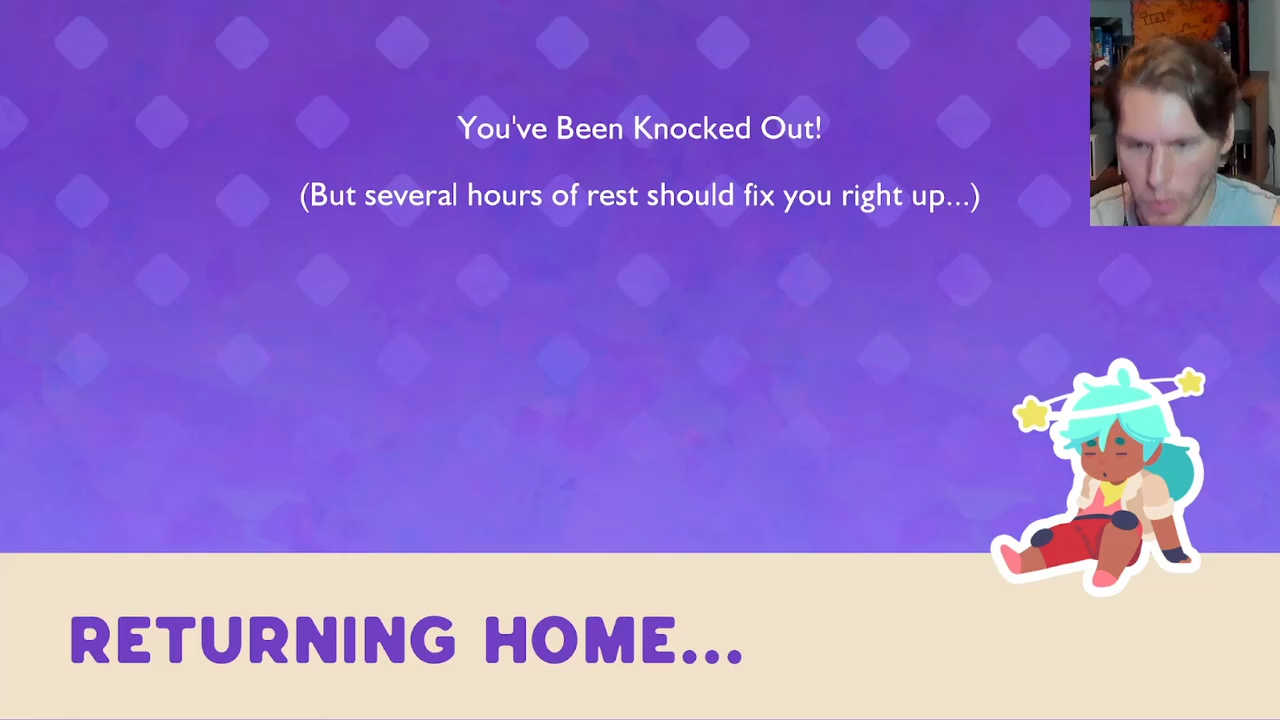 You've Been Knocked Out!
(But several hours of rest should fix you right up...)
RETURNING HOME...